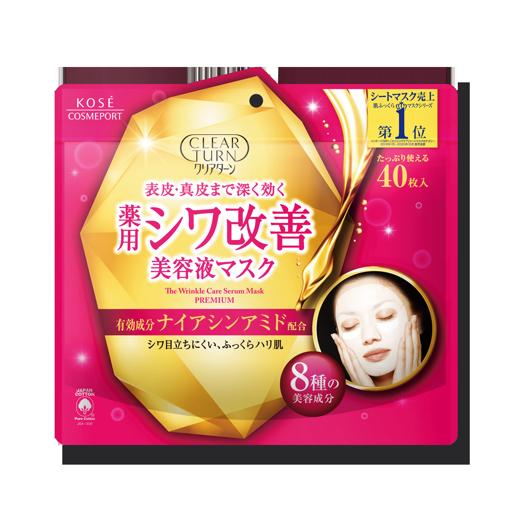 KOSÉ
COSMEPORT
CLEAR
TURN
クリアターン
シートマスク売上
第1位
たっぷり使える
40枚入
表皮・真皮まで深く効く
薬用シワ改善
美容液マスク
The Wrinkle Care Serum Mask
PREMIUM
有効成分ナイアシンアミド配合
シワ目立ちにくい、ふっくらハリ肌
8種の
美容成分
JAPAN
COTTON
Pure Cotton